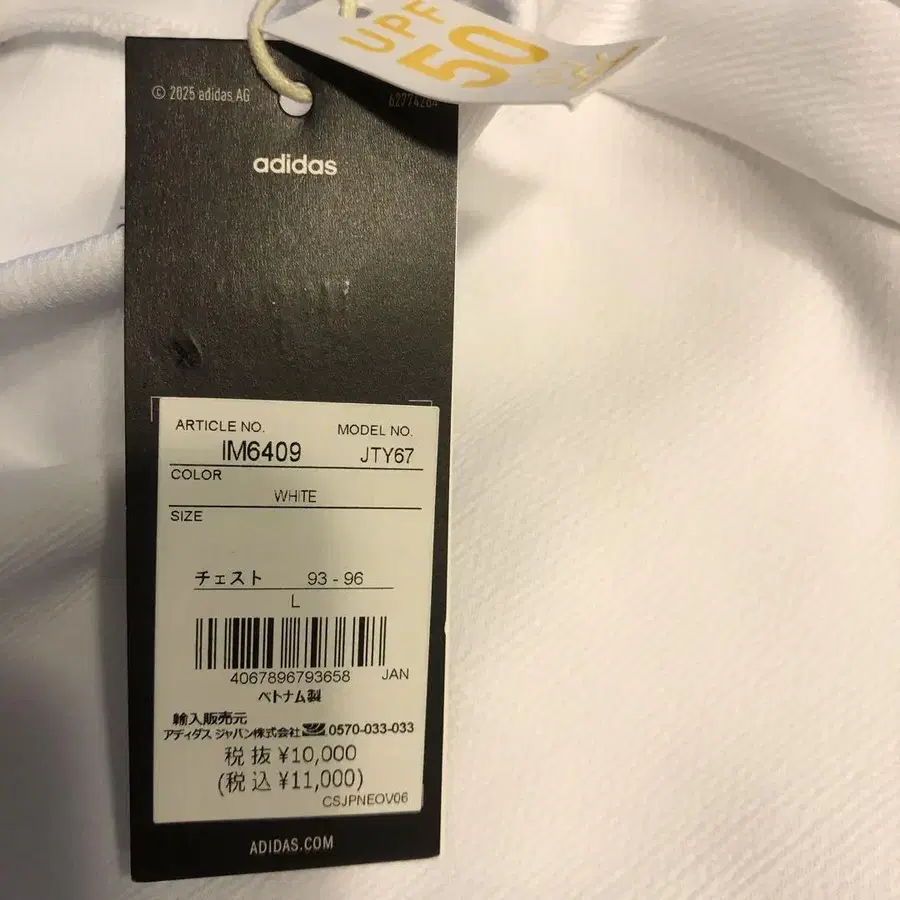 UPF
50
© 2025 adidas AG
adidas
ARTICLE NO.
MODEL NO.
IM6409
JTY67
COLOR
WHITE
SIZE
チェスト 93 - 96
L
4067896793658 JAN
ベトナム製
輸入販売元
アディダス ジャパン株式会社 0570-033-033
税 抜 ¥10,000
(税 込 ¥11,000)
CSJPNEOV06
ADIDAS.COM